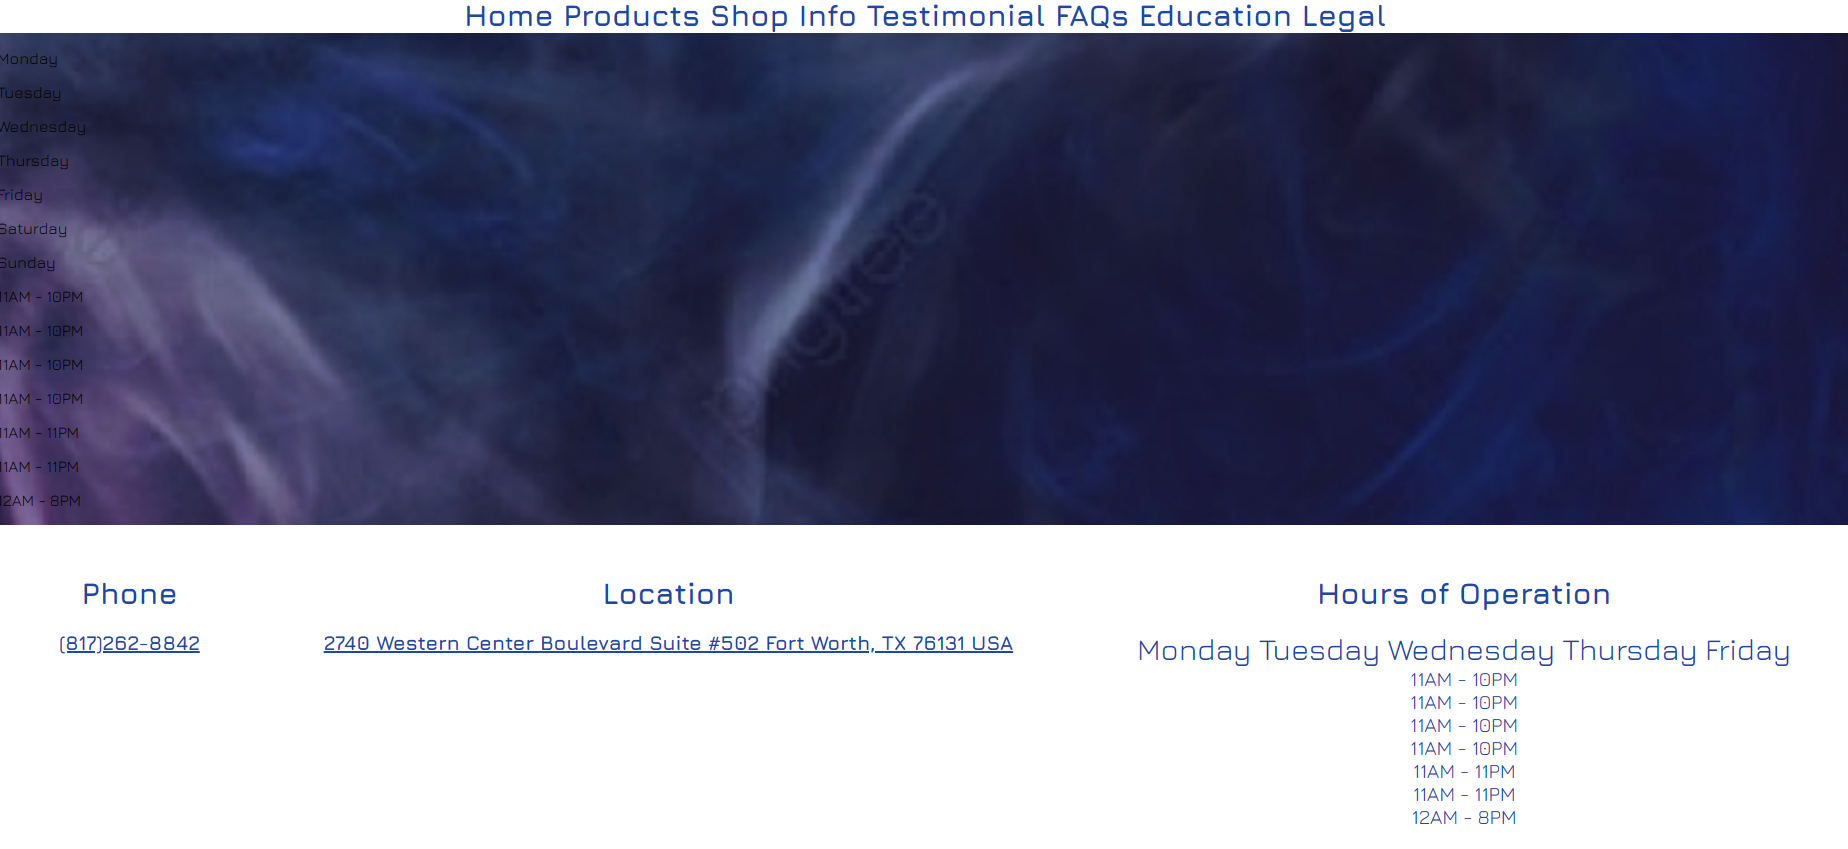 Home Products Shop Info Testimonial FAQs Education Legal
Monday
Tuesday
Wednesday
Thursday
Friday
Saturday
Sunday
11AM - 10PM
11AM - 10PM
11AM - 10PM
11AM - 10PM
11AM - 11PM
11AM - 11PM
12AM - 8PM
pngtree
Phone
(817)262-8842
Location
2740 Western Center Boulevard Suite #502 Fort Worth, TX 76131 USA
Hours of Operation
Monday Tuesday Wednesday Thursday Friday
11AM - 10PM
11AM - 10PM
11AM - 10PM
11AM - 10PM
11AM - 11PM
11AM - 11PM
12AM - 8PM